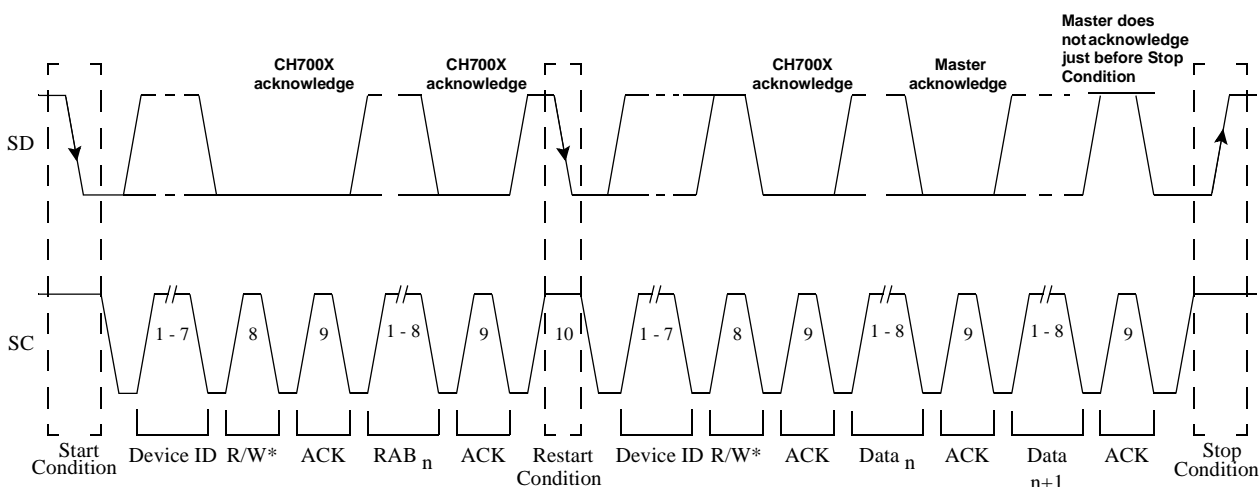 Master does
not acknowledge
just before Stop
Condition
CH700X
acknowledge
CH700X
acknowledge
CH700X
acknowledge
Master
acknowledge
SD
SC
1 - 7
8
9
1 - 8
9
10
1 - 7
8
9
1 - 8
9
1 - 8
9
Start
Condition
Device ID
R/W*
ACK
RAB n
ACK
Restart
Condition
Device ID
R/W*
ACK
Data n
ACK
Data
n+1
ACK
Stop
Condition